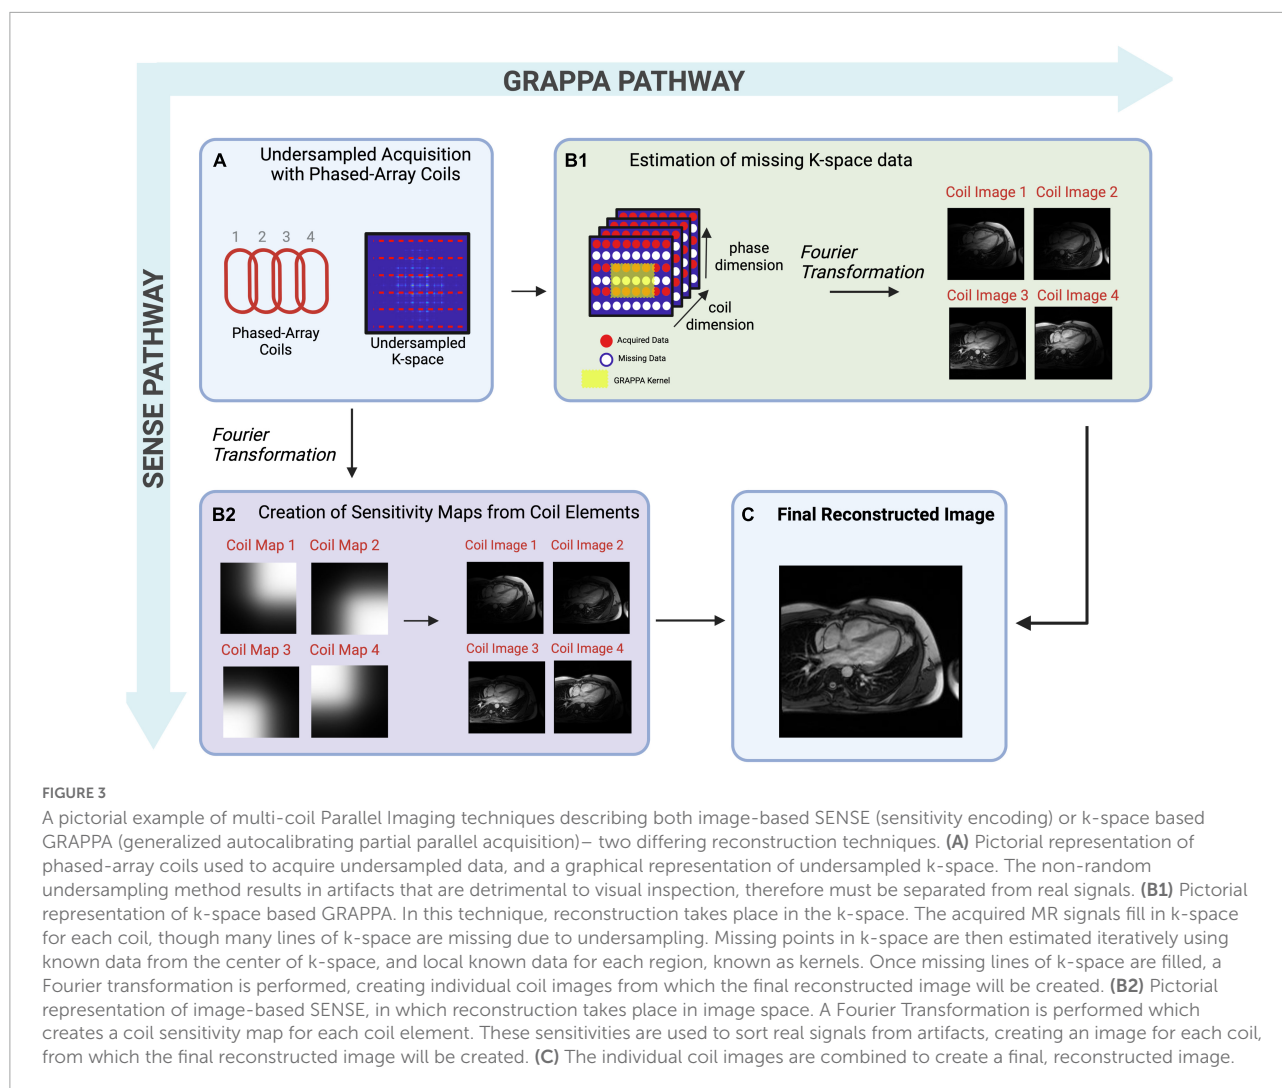 GRAPPA PATHWAY
SENSE PATHWAY
A
Undersampled Acquisition
with Phased-Array Coils
1 2 3 4
Phased-Array
Coils
Undersampled
K-space
B1
Estimation of missing K-space data
phase
dimension
coil
dimension
Acquired Data
Missing Data
GRAPPA Kernel
Fourier
Transformation
Coil Image 1
Coil Image 2
Coil Image 3
Coil Image 4
Fourier
Transformation
B2
Creation of Sensitivity Maps from Coil Elements
Coil Map 1
Coil Map 2
Coil Map 3
Coil Map 4
Coil Image 1
Coil Image 2
Coil Image 3
Coil Image 4
C
Final Reconstructed Image
FIGURE 3
A pictorial example of multi-coil Parallel Imaging techniques describing both image-based SENSE (sensitivity encoding) or k-space based
GRAPPA (generalized autocalibrating partial parallel acquisition)– two differing reconstruction techniques. (A) Pictorial representation of
phased-array coils used to acquire undersampled data, and a graphical representation of undersampled k-space. The non-random
undersampling method results in artifacts that are detrimental to visual inspection, therefore must be separated from real signals. (B1) Pictorial
representation of k-space based GRAPPA. In this technique, reconstruction takes place in the k-space. The acquired MR signals fill in k-space
for each coil, though many lines of k-space are missing due to undersampling. Missing points in k-space are then estimated iteratively using
known data from the center of k-space, and local known data for each region, known as kernels. Once missing lines of k-space are filled, a
Fourier transformation is performed, creating individual coil images from which the final reconstructed image will be created. (B2) Pictorial
representation of image-based SENSE, in which reconstruction takes place in image space. A Fourier Transformation is performed which
creates a coil sensitivity map for each coil element. These sensitivities are used to sort real signals from artifacts, creating an image for each coil,
from which the final reconstructed image will be created. (C) The individual coil images are combined to create a final, reconstructed image.